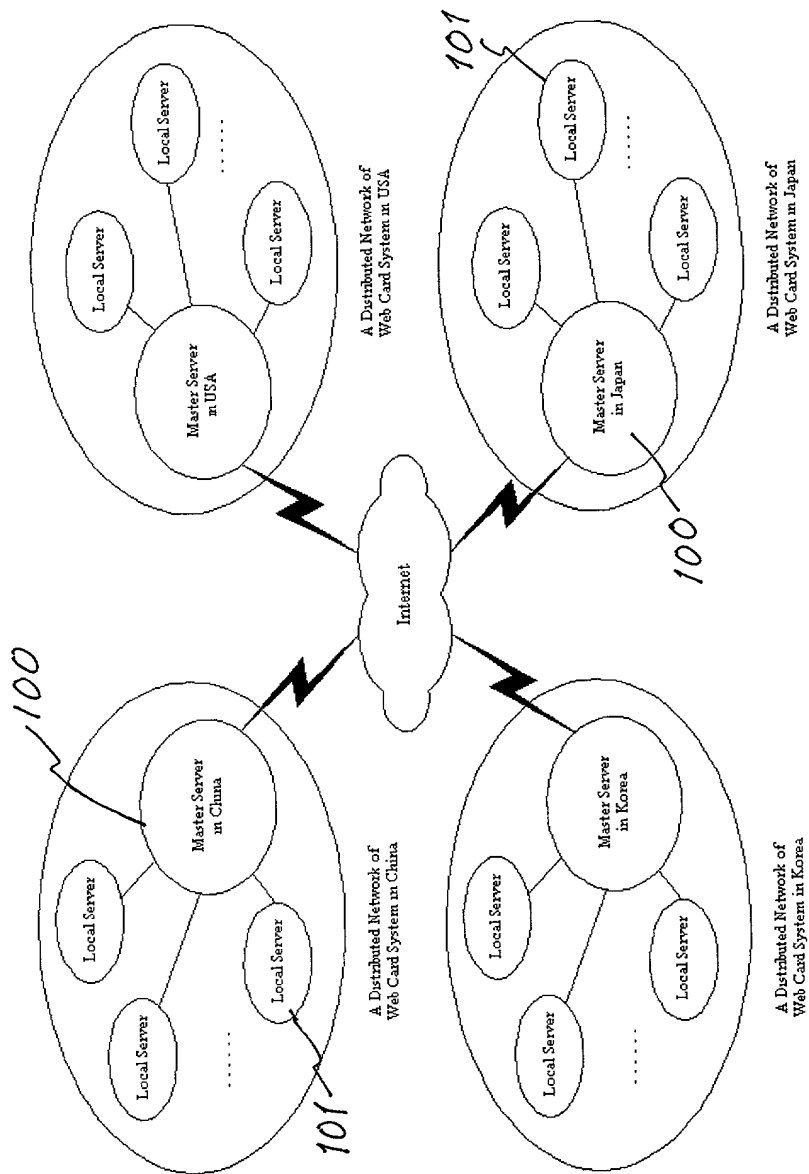 100
Local Server
Local Server
Master Server
in China
Local Server
......
101
A Distributed Network of
Web Card System in China
Local Server
Local Server
Master Server
in USA
Local Server
......
A Distributed Network of
Web Card System in USA
Internet
Local Server
Local Server
Master Server
in Korea
Local Server
......
A Distributed Network of
Web Card System in Korea
101
Local Server
Local Server
Master Server
in Japan
Local Server
......
100
A Distributed Network of
Web Card System in Japan